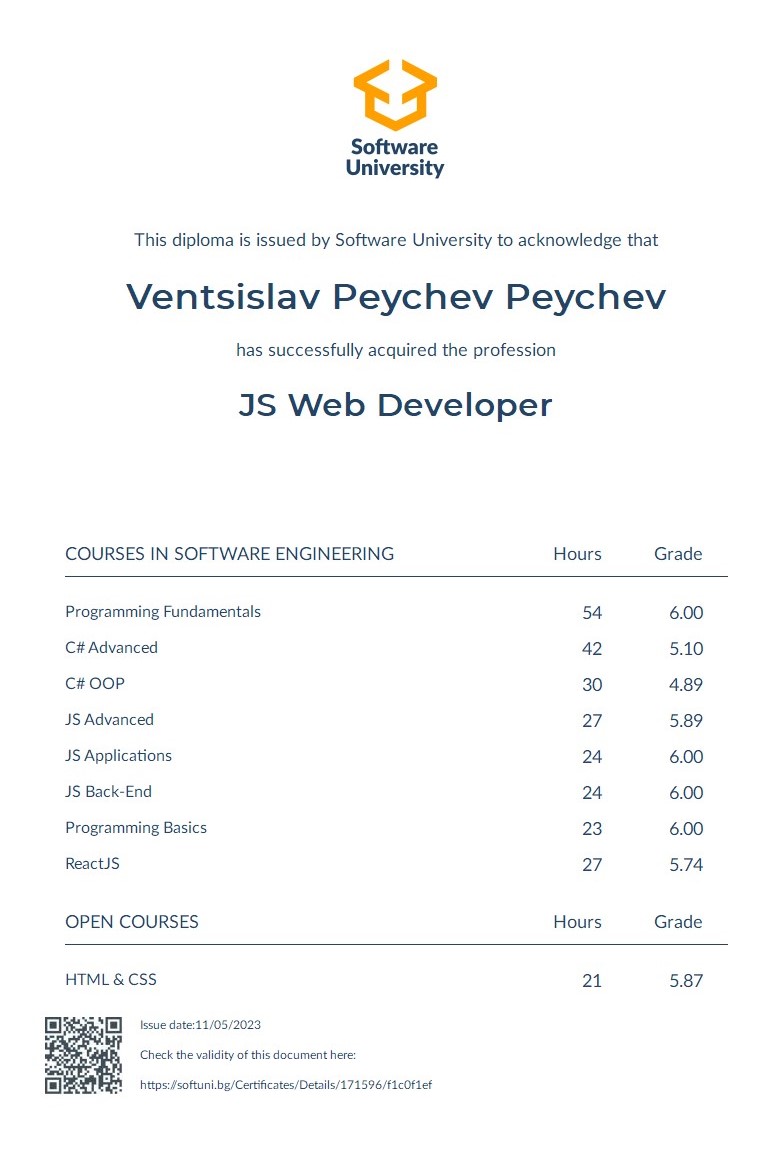 Software
University
This diploma is issued by Software University to acknowledge that
Ventsislav Peychev Peychev
has successfully acquired the profession
JS Web Developer
COURSES IN SOFTWARE ENGINEERING Hours Grade
Programming Fundamentals 54 6.00
C# Advanced 42 5.10
C# OOP 30 4.89
JS Advanced 27 5.89
JS Applications 24 6.00
JS Back-End 24 6.00
Programming Basics 23 6.00
ReactJS 27 5.74
OPEN COURSES Hours Grade
HTML & CSS 21 5.87
Issue date:11/05/2023
Check the validity of this document here:
https://softuni.bg/Certificates/Details/171596/f1c0f1ef